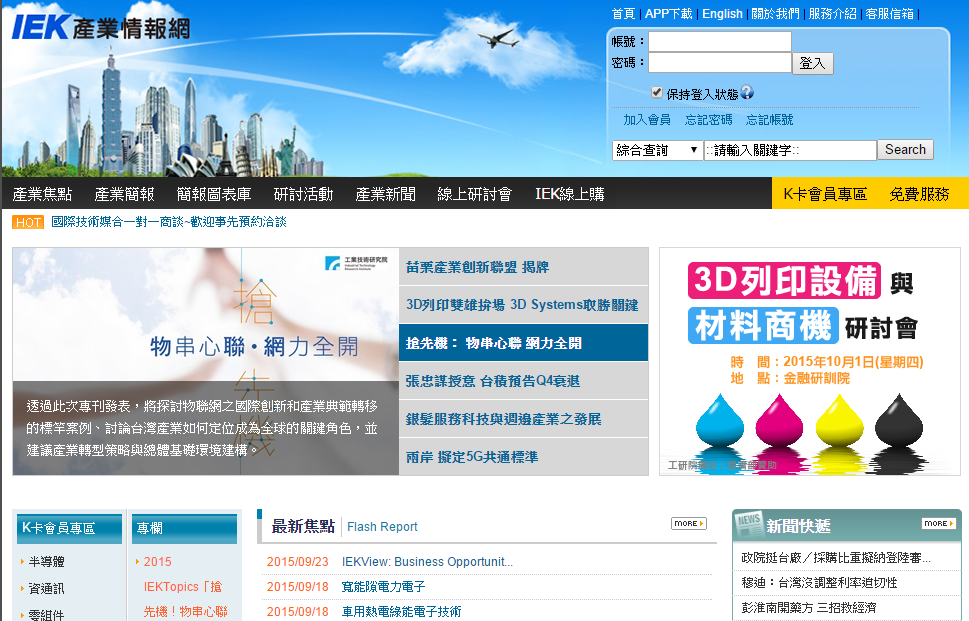 IEK 產業情報網
首頁 | APP下載 | English | 關於我們 | 服務介紹 | 客服信箱 |
帳號：
密碼：
登入
保持登入狀態
加入會員 忘記密碼 忘記帳號
綜合查詢 ::請輸入關鍵字:: Search
產業焦點 產業簡報 簡報圖表庫 研討活動 產業新聞 線上研討會 IEK線上購 K卡會員專區 免費服務
HOT 國際技術媒合一對一商談~歡迎事先預約洽談
工業技術研究院
Industrial Technology
Research Institute
搶
物串心聯・網力全開
先
機
透過此次專刊發表，將探討物聯網之國際創新和產業典範轉移
的標竿案例、討論台灣產業如何定位成為全球的關鍵角色，並
建議產業轉型策略與總體基礎環境建構。
苗栗產業創新聯盟 揭牌
3D列印雙雄拚場 3D Systems取勝關鍵
搶先機： 物串心聯 網力全開
張忠謀授意 台積預告Q4衰退
銀髮服務科技與週邊產業之發展
兩岸 擬定5G共通標準
3D列印設備 與
材料商機 研討會
時 間：2015年10月1日(星期四)
地 點：金融研訓院
K卡會員專區
半導體
資通訊
零組件
專欄
2015
IEKTopics「搶
先機！物串心聯
最新焦點 Flash Report MORE
2015/09/23 IEKView: Business Opportunit...
2015/09/18 寬能隙電力電子
2015/09/18 車用熱電綠能電子技術
NEWS 新聞快遞 MORE
政院挺台廠／採購比重擬納登陸審...
穆迪：台灣沒調整利率迫切性
彭淮南開藥方 三招救經濟